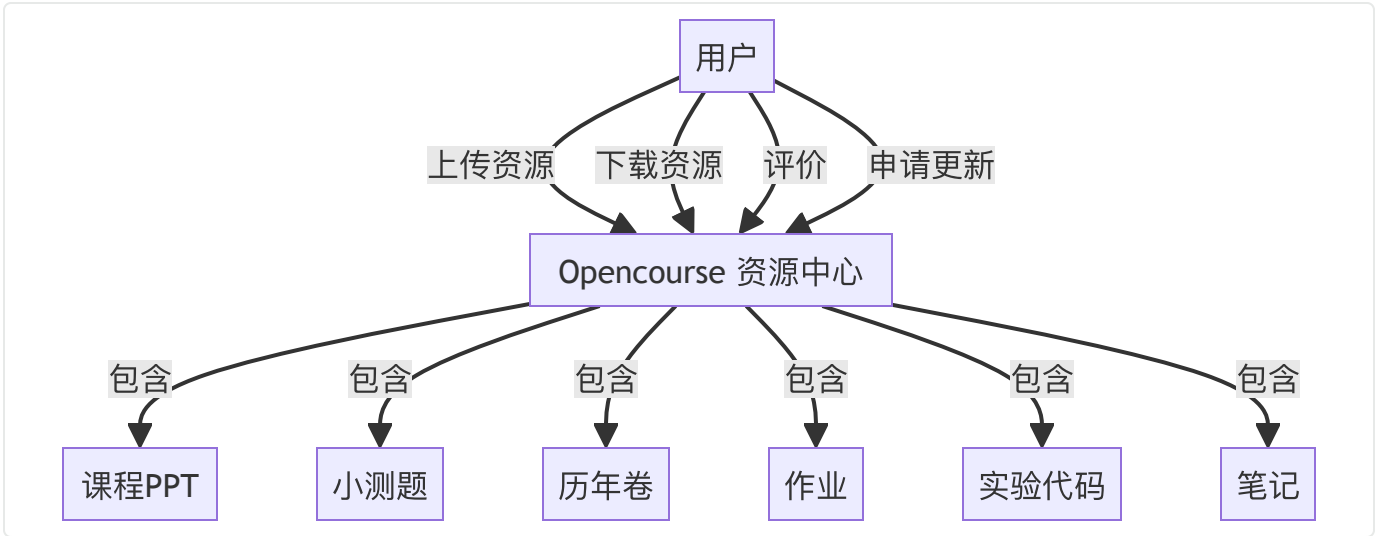 用户
上传资源
下载资源
评价
申请更新
Opencourse 资源中心
包含
包含
包含
包含
包含
包含
课程PPT
小测题
历年卷
作业
实验代码
笔记